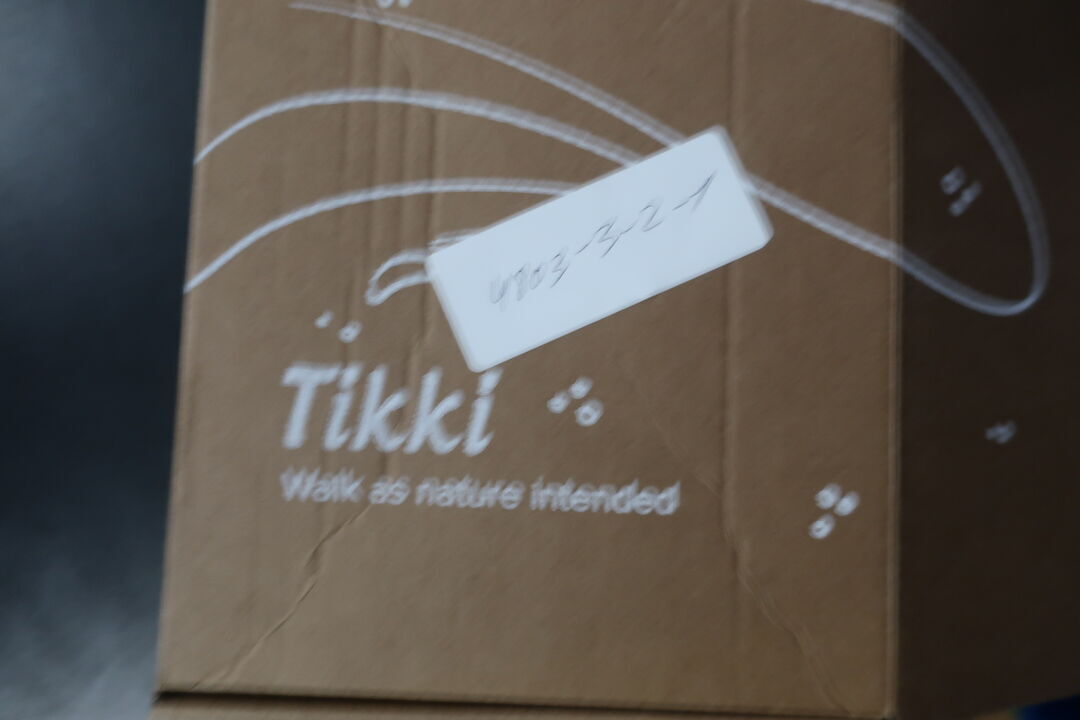 4803-3-2-1
Tikki
Walk as nature intended